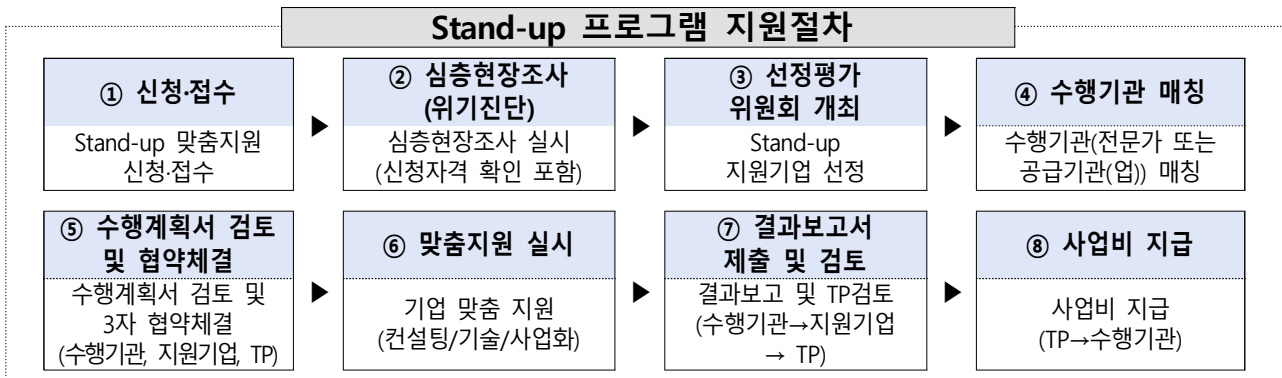 Stand-up 프로그램 지원절차
① 신청·접수
Stand-up 맞춤지원
신청·접수
▶
② 심층현장조사
(위기진단)
심층현장조사 실시
(신청자격 확인 포함)
▶
③ 선정평가
위원회 개최
Stand-up
지원기업 선정
▶
④ 수행기관 매칭
수행기관(전문가 또는
공급기관(업)) 매칭
⑤ 수행계획서 검토
및 협약체결
수행계획서 검토 및
3자 협약체결
(수행기관, 지원기업, TP)
▶
⑥ 맞춤지원 실시
기업 맞춤 지원
(컨설팅/기술/사업화)
▶
⑦ 결과보고서
제출 및 검토
결과보고 및 TP검토
(수행기관→지원기업
→ TP)
▶
⑧ 사업비 지급
사업비 지급
(TP→수행기관)